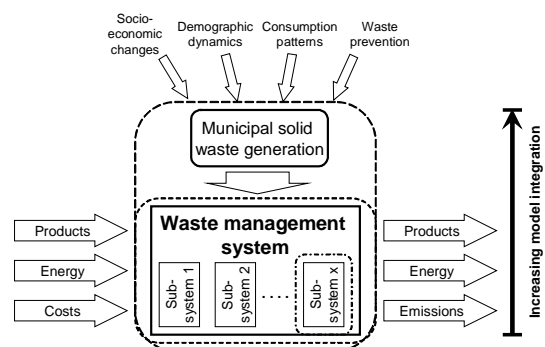 Socio-
economic
changes
Demographic
dynamics
Consumption
patterns
Waste
prevention
Municipal solid
waste generation
Waste management
system
Products
Energy
Costs
Sub-
system 1
Sub-
system 2
....
Sub-
system x
Products
Energy
Emissions
Increasing model integration